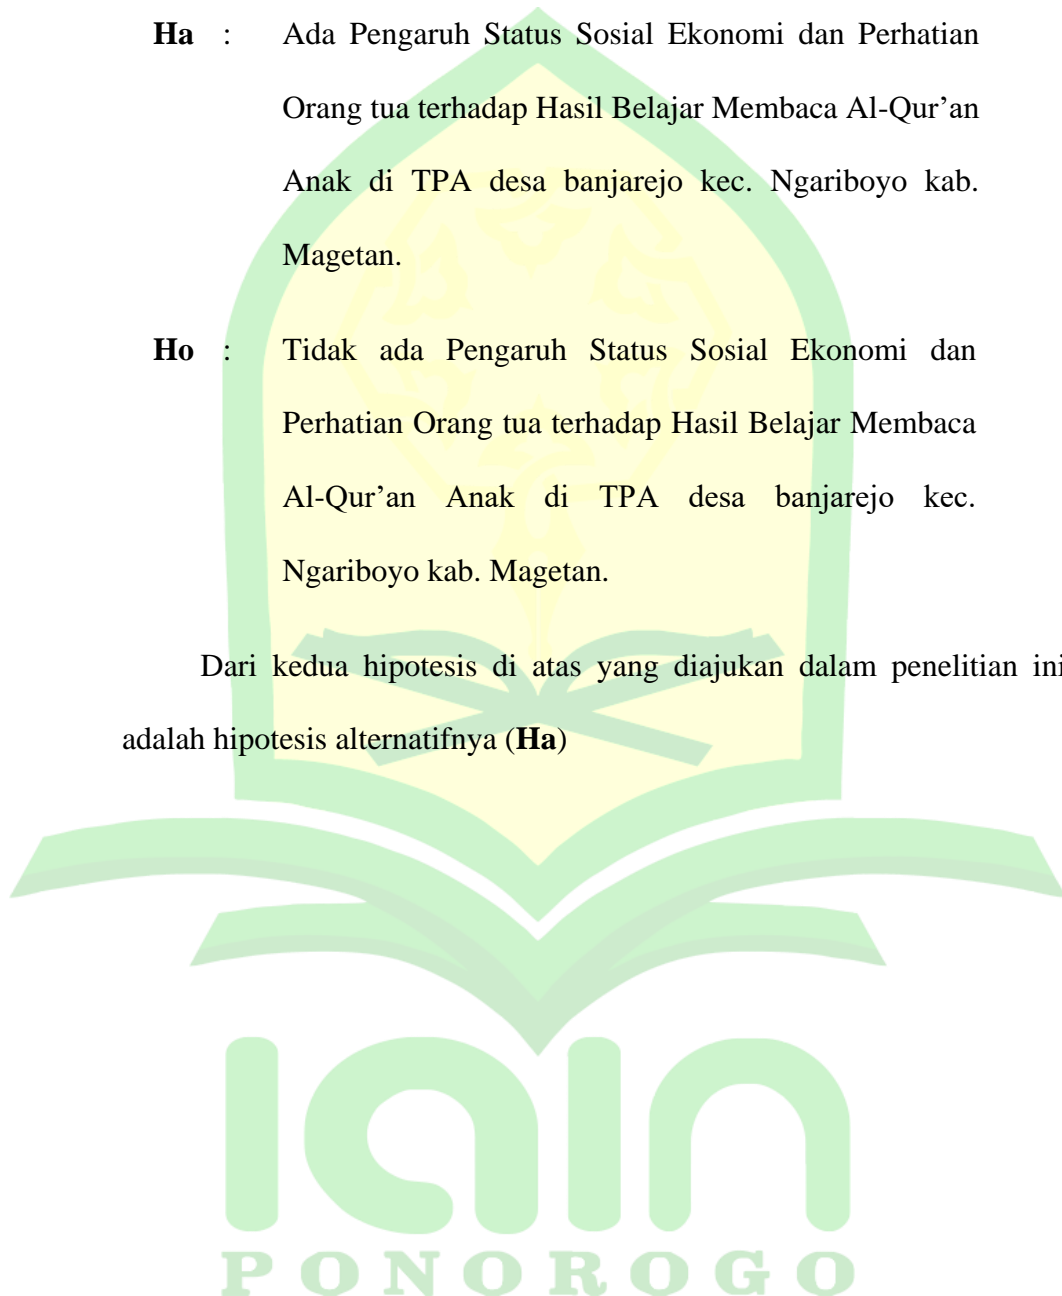 Ha : Ada Pengaruh Status Sosial Ekonomi dan Perhatian
Orang tua terhadap Hasil Belajar Membaca Al-Qur’an
Anak di TPA desa banjarejo kec. Ngariboyo kab.
Magetan.
Ho : Tidak ada Pengaruh Status Sosial Ekonomi dan
Perhatian Orang tua terhadap Hasil Belajar Membaca
Al-Qur’an Anak di TPA desa banjarejo kec.
Ngariboyo kab. Magetan.
Dari kedua hipotesis di atas yang diajukan dalam penelitian ini
adalah hipotesis alternatifnya (Ha)
IAIN
PONOROGO